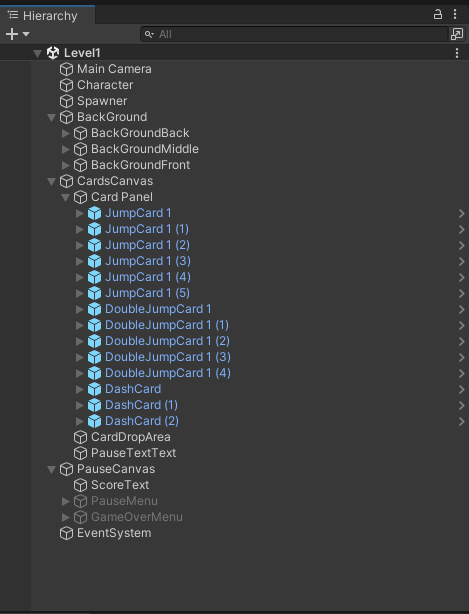 Hierarchy
All
Level1
Main Camera
Character
Spawner
BackGround
BackGroundBack
BackGroundMiddle
BackGroundFront
CardsCanvas
Card Panel
JumpCard 1
JumpCard 1 (1)
JumpCard 1 (2)
JumpCard 1 (3)
JumpCard 1 (4)
JumpCard 1 (5)
DoubleJumpCard 1
DoubleJumpCard 1 (1)
DoubleJumpCard 1 (2)
DoubleJumpCard 1 (3)
DoubleJumpCard 1 (4)
DashCard
DashCard (1)
DashCard (2)
CardDropArea
PauseTextText
PauseCanvas
ScoreText
PauseMenu
GameOverMenu
EventSystem